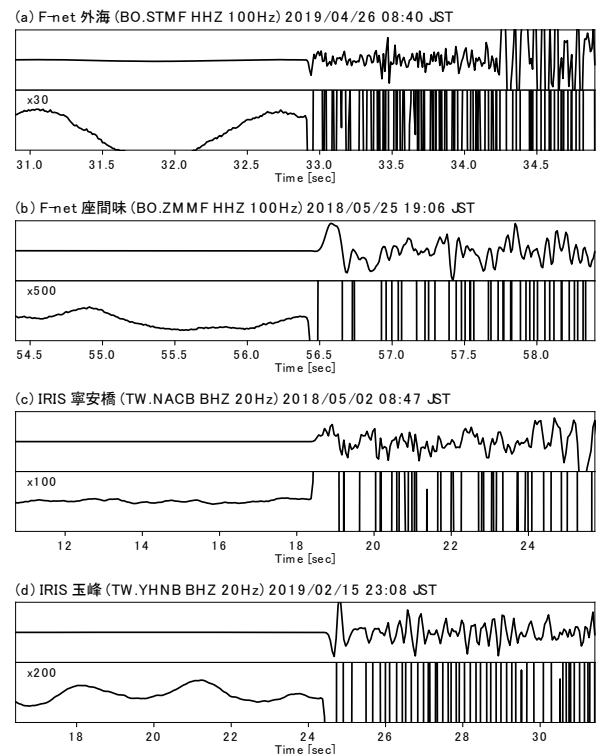 (a) F-net 外海 (BO.STMF HHZ 100Hz) 2019/04/26 08:40 JST
x30
31.0 31.5 32.0 32.5 33.0 33.5 34.0 34.5
Time [sec]
(b) F-net 座間味 (BO.ZMMF HHZ 100Hz) 2018/05/25 19:06 JST
x500
54.5 55.0 55.5 56.0 56.5 57.0 57.5 58.0
Time [sec]
(c) IRIS 寧安橋 (TW.NACB BHZ 20Hz) 2018/05/02 08:47 JST
x100
12 14 16 18 20 22 24
Time [sec]
(d) IRIS 玉峰 (TW.YHNB BHZ 20Hz) 2019/02/15 23:08 JST
x200
18 20 22 24 26 28 30
Time [sec]